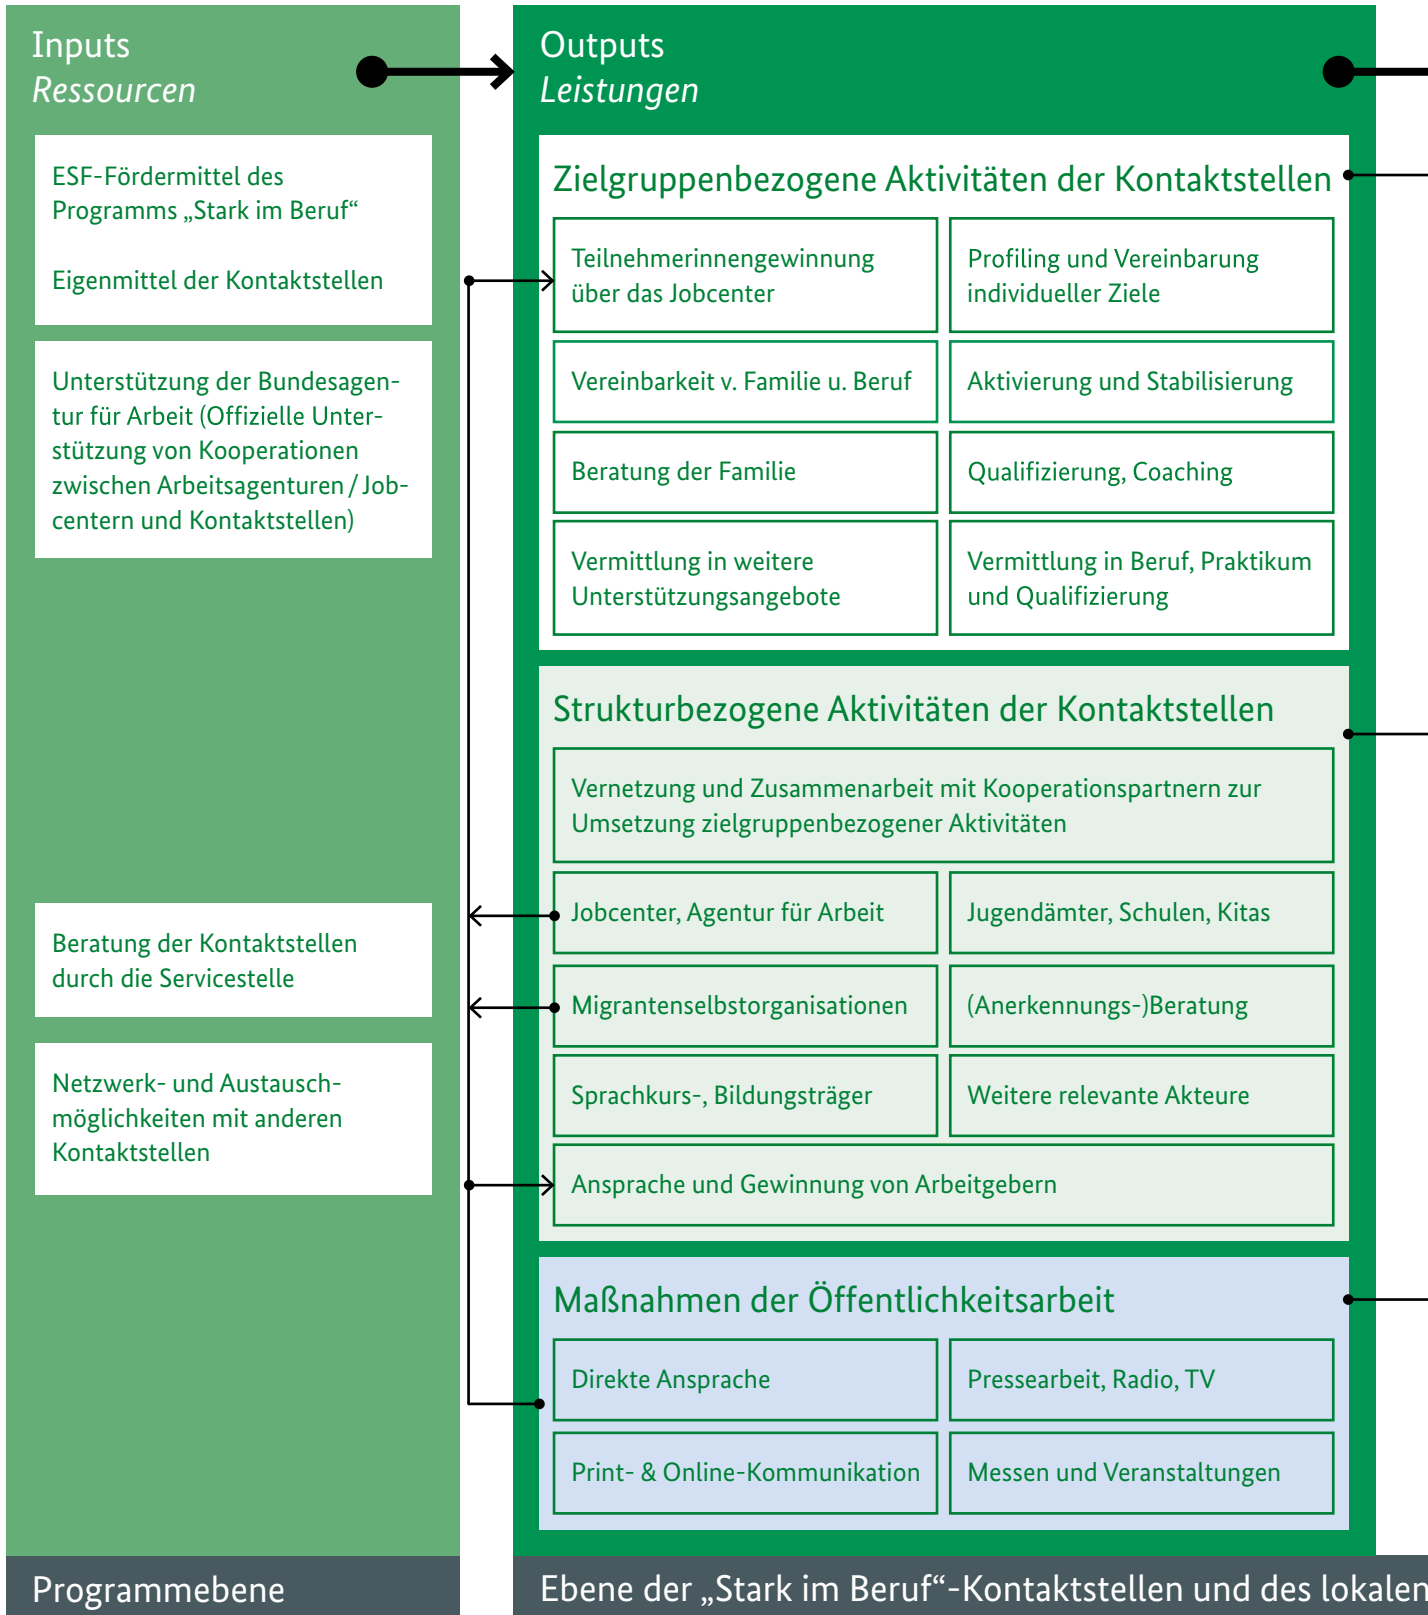 Inputs
Ressourcen
ESF-Fördermittel des
Programms „Stark im Beruf“
Eigenmittel der Kontaktstellen
Unterstützung der Bundesagen-
tur für Arbeit (Offizielle Unter-
stützung von Kooperationen
zwischen Arbeitsagenturen / Job-
centern und Kontaktstellen)
Beratung der Kontaktstellen
durch die Servicestelle
Netzwerk- und Austausch-
möglichkeiten mit anderen
Kontaktstellen
Programmebene
Outputs
Leistungen
Zielgruppenbezogene Aktivitäten der Kontaktstellen
Teilnehmerinnengewinnung
über das Jobcenter
Profiling und Vereinbarung
individueller Ziele
Vereinbarkeit v. Familie u. Beruf
Aktivierung und Stabilisierung
Beratung der Familie
Qualifizierung, Coaching
Vermittlung in weitere
Unterstützungsangebote
Vermittlung in Beruf, Praktikum
und Qualifizierung
Strukturbezogene Aktivitäten der Kontaktstellen
Vernetzung und Zusammenarbeit mit Kooperationspartnern zur
Umsetzung zielgruppenbezogener Aktivitäten
Jobcenter, Agentur für Arbeit
Jugendämter, Schulen, Kitas
Migrantenselbstorganisationen
(Anerkennungs-)Beratung
Sprachkurs-, Bildungsträger
Weitere relevante Akteure
Ansprache und Gewinnung von Arbeitgebern
Maßnahmen der Öffentlichkeitsarbeit
Direkte Ansprache
Pressearbeit, Radio, TV
Print- & Online-Kommunikation
Messen und Veranstaltungen
Ebene der „Stark im Beruf“-Kontaktstellen und des lokalen